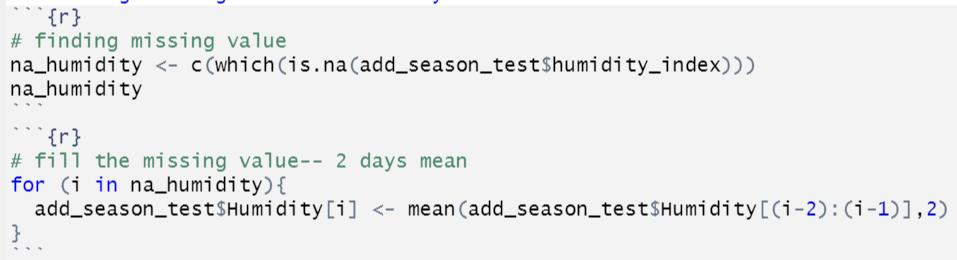 ```{r}
# finding missing value
na_humidity <- c(which(is.na(add_season_test$humidity_index)))
na_humidity
```
```{r}
# fill the missing value-- 2 days mean
for (i in na_humidity){
  add_season_test$Humidity[i] <- mean(add_season_test$Humidity[(i-2):(i-1)],2)
}
```